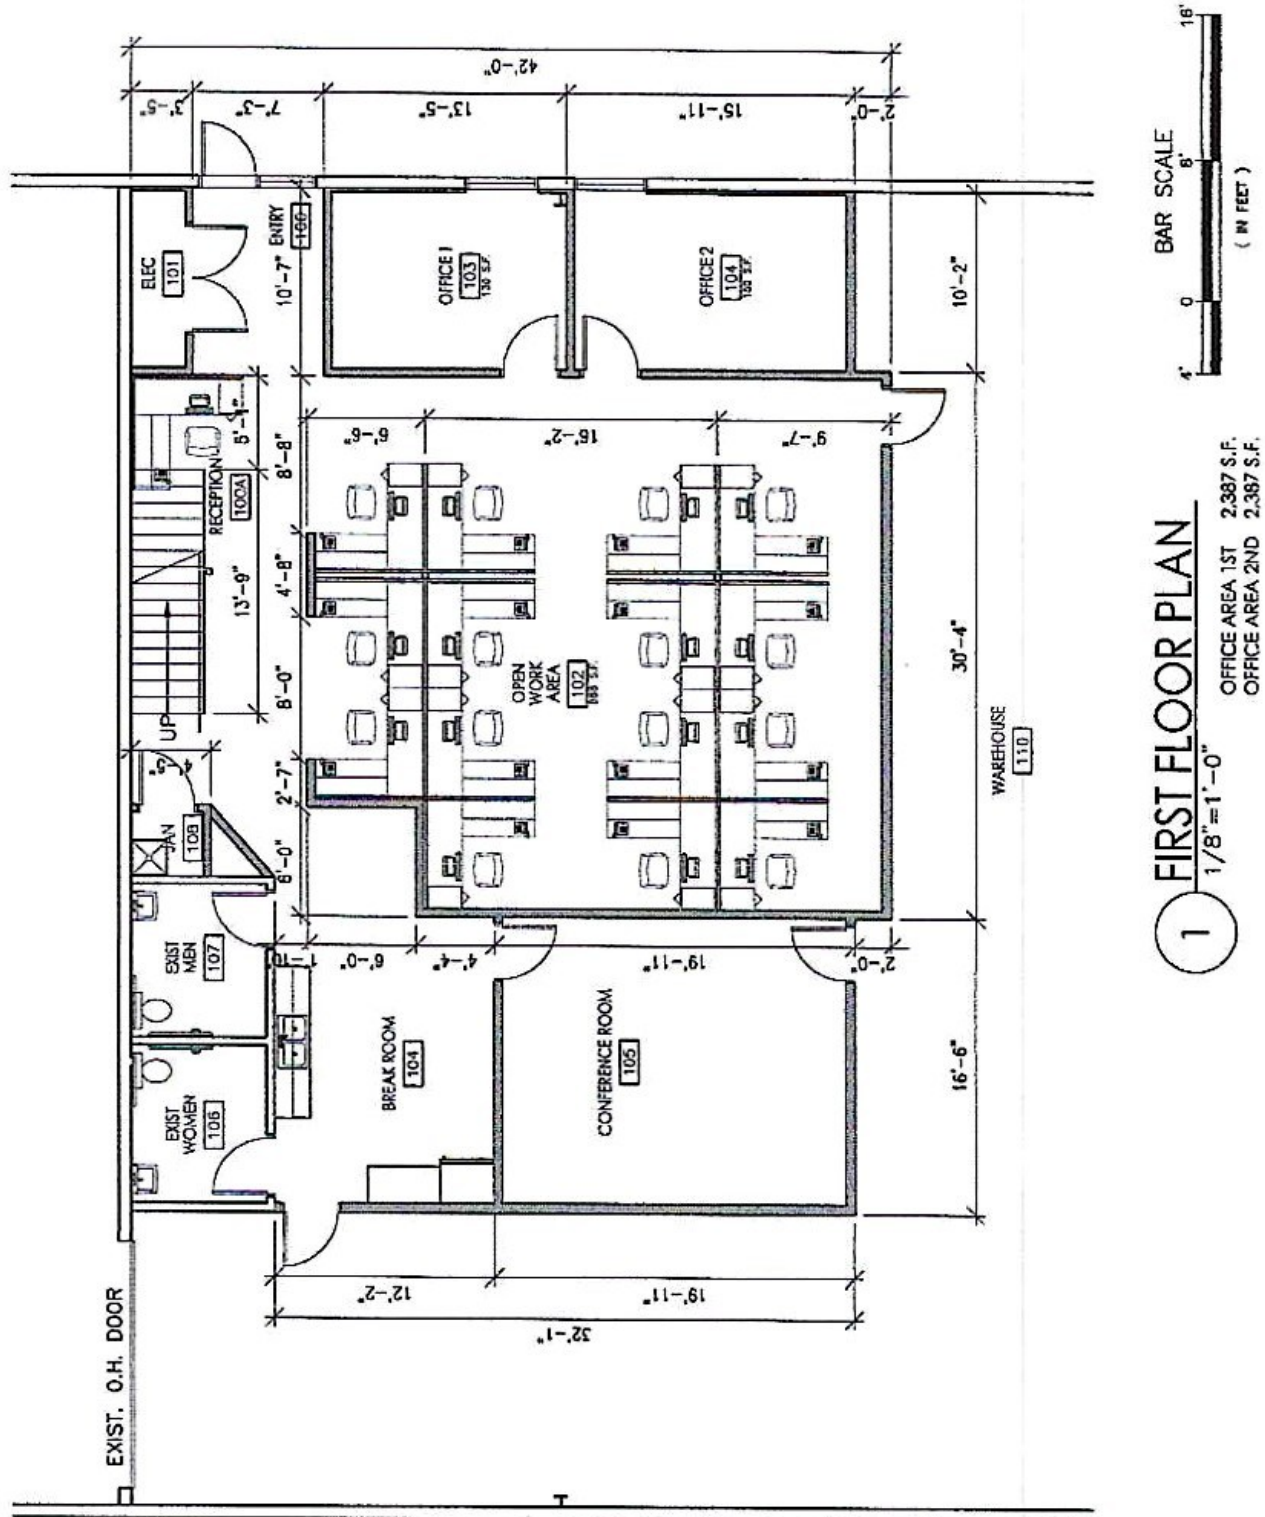 EXIST. O.H. DOOR
EXIST
WOMEN
106
EXIST
MEN
107
JAN
108
UP
RECEPTION
100A
ELEC
101
ENTRY
100
OFFICE 1
103
OFFICE 2
104
OPEN
WORK
AREA
102
BREAK ROOM
104
CONFERENCE ROOM
105
WAREHOUSE
110
42'-0"
3'-5"
7'-3"
13'-5"
15'-11"
2'-0"
10'-7"
10'-2"
5'-1"
13'-9"
8'-8"
4'-8"
8'-0"
2'-7"
6'-0"
6'-6"
16'-2"
9'-7"
30'-4"
1'-10"
6'-0"
4'-4"
19'-11"
2'-0"
16'-6"
12'-2"
19'-11"
32'-1"
1
FIRST FLOOR PLAN
1/8"=1'-0"
OFFICE AREA 1ST 2,387 S.F.
OFFICE AREA 2ND 2,387 S.F.
BAR SCALE
4' 0 8' 16'
( IN FEET )